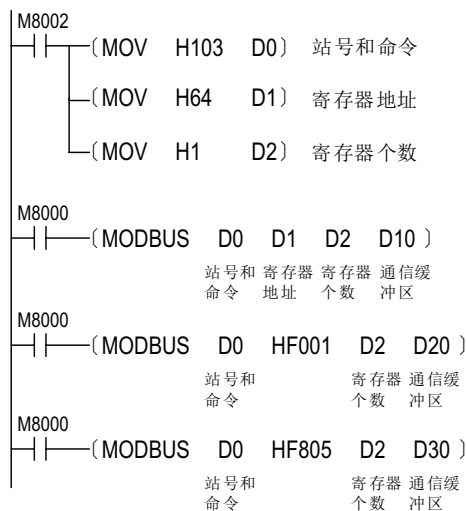 M8002
MOV H103 D0 站号和命令
MOV H64 D1 寄存器地址
MOV H1 D2 寄存器个数
M8000
MODBUS D0 D1 D2 D10
站号和 寄存器 寄存器 通信缓
命令 地址 个数 冲区
M8000
MODBUS D0 HF001 D2 D20
站号和 寄存器 通信缓
命令 个数 冲区
M8000
MODBUS D0 HF805 D2 D30
站号和 寄存器 通信缓
命令 个数 冲区